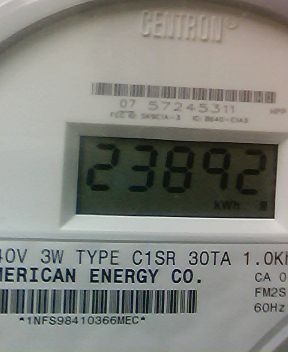 CENTRON®
07 57245311
23892
kWh
40V 3W TYPE C1SR 30TA 1.0Kh
MERICAN ENERGY CO.
CA 0
FM2S
60Hz
*1NFS98410366MEC*